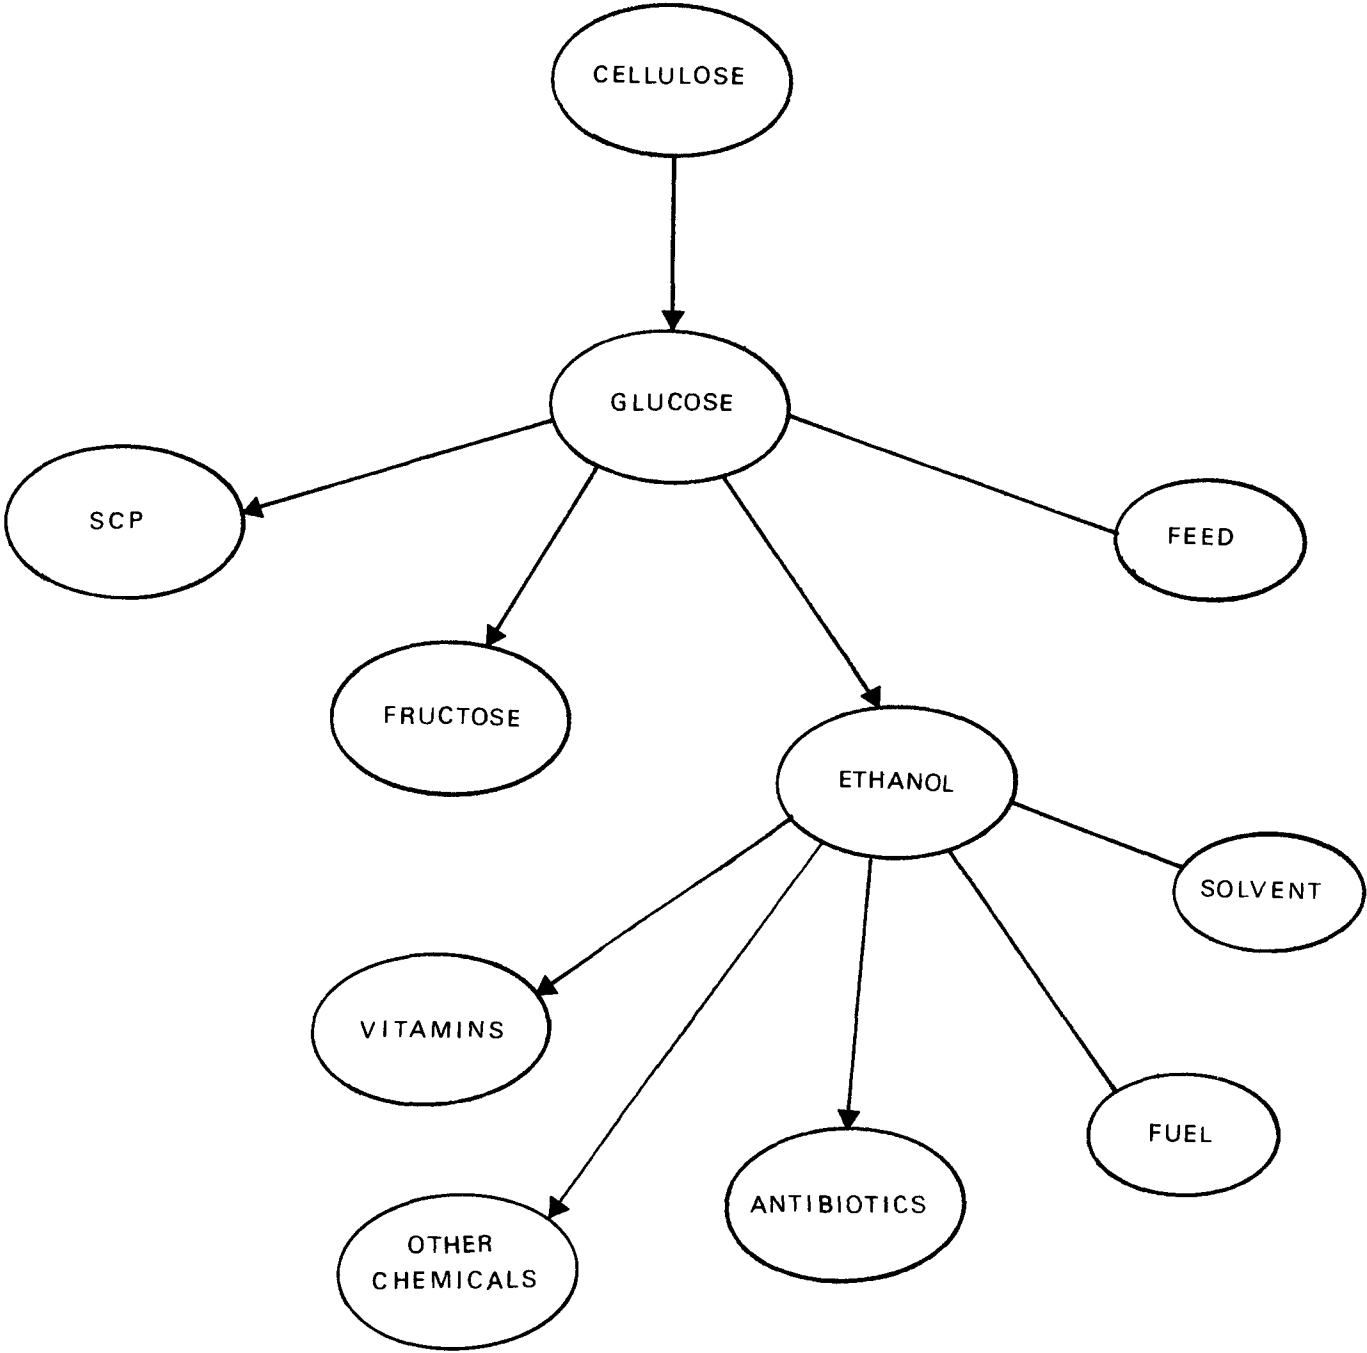 CELLULOSE
GLUCOSE
SCP
FEED
FRUCTOSE
ETHANOL
SOLVENT
VITAMINS
FUEL
ANTIBIOTICS
OTHER
CHEMICALS